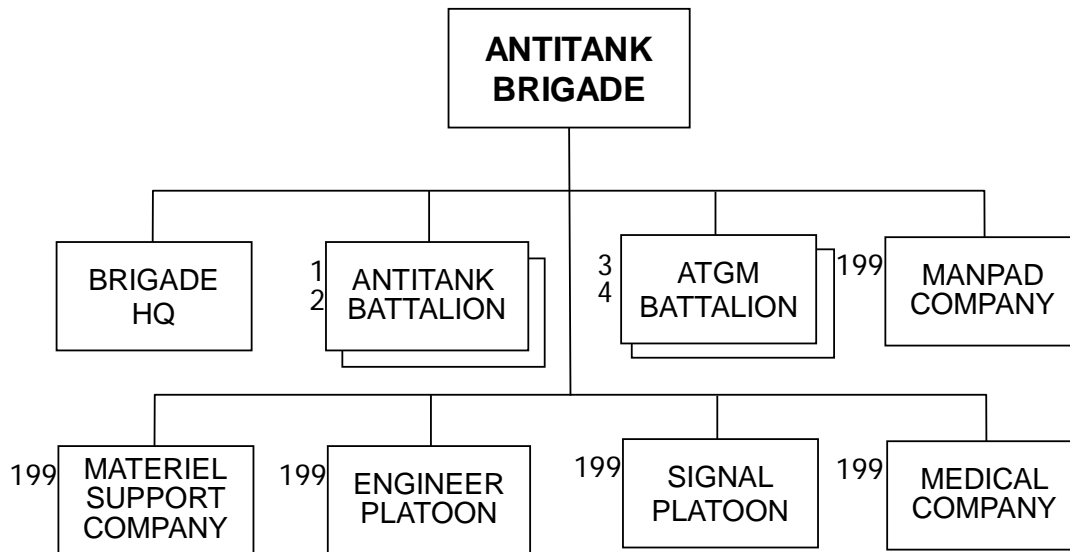 ANTITANK
BRIGADE
BRIGADE
HQ
1
2
ANTITANK
BATTALION
3
4
ATGM
BATTALION
199
MANPAD
COMPANY
199
MATERIEL
SUPPORT
COMPANY
199
ENGINEER
PLATOON
199
SIGNAL
PLATOON
199
MEDICAL
COMPANY